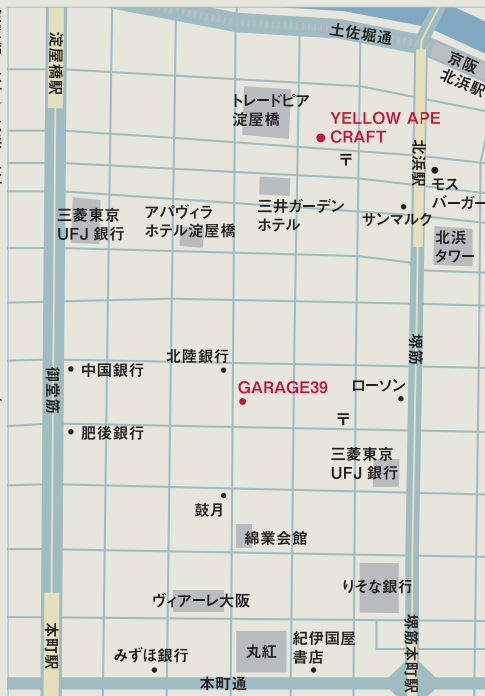 土佐堀通
淀屋橋駅
京阪
北浜駅
トレードピア
淀屋橋
YELLOW APE
CRAFT
〒
北浜駅
モス
バーガー
三菱東京
UFJ 銀行
アパヴィラ
ホテル淀屋橋
三井ガーデン
ホテル
サンマルク
北浜
タワー
堺筋
北陸銀行
中国銀行
御堂筋
GARAGE39
ローソン
〒
肥後銀行
三菱東京
UFJ 銀行
鼓月
綿業会館
りそな銀行
ヴィアーレ大阪
本町駅
みずほ銀行
丸紅
紀伊国屋
書店
堺筋本町駅
本町通